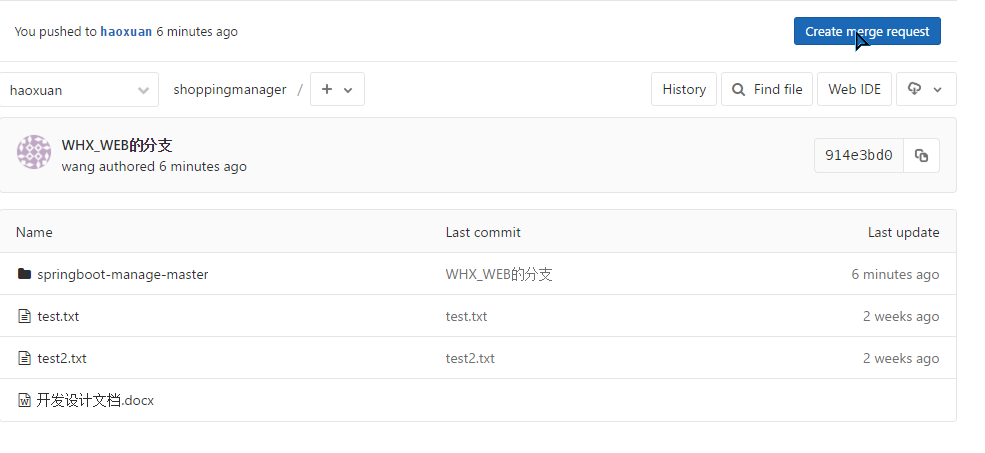 You pushed to haoxuan 6 minutes ago
Create merge request
haoxuan
shoppingmanager /
History
Find file
Web IDE
WHX_WEB的分支
wang authored 6 minutes ago
914e3bd0
Name Last commit Last update
springboot-manage-master WHX_WEB的分支 6 minutes ago
test.txt test.txt 2 weeks ago
test2.txt test2.txt 2 weeks ago
开发设计文档.docx